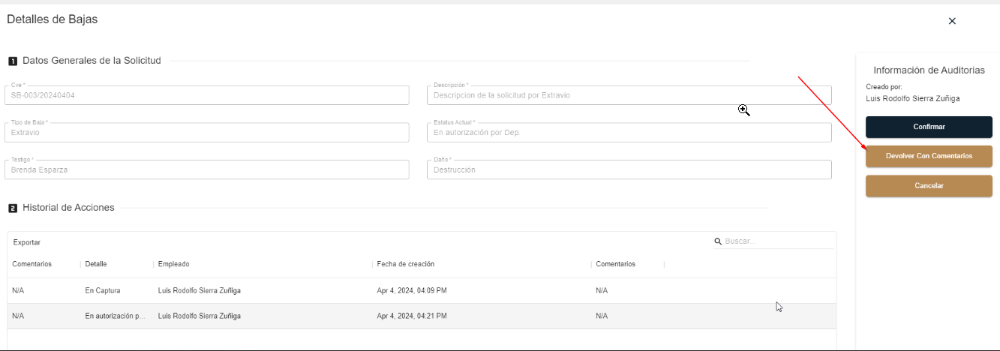 Detalles de Bajas
1 Datos Generales de la Solicitud
Cve *
SB-003/20240404
Descripción *
Descripcion de la solicitud por Extravio
Tipo de Baja *
Extravio
Estatus Actual *
En autorización por Dep.
Testigo *
Brenda Esparza
Daño *
Destrucción
2 Historial de Acciones
Exportar
Buscar...
Comentarios Detalle Empleado Fecha de creación Comentarios
N/A En Captura Luis Rodolfo Sierra Zuñiga Apr 4, 2024, 04:09 PM N/A
N/A En autorización p... Luis Rodolfo Sierra Zuñiga Apr 4, 2024, 04:21 PM N/A
Información de Auditorias
Creado por:
Luis Rodolfo Sierra Zuñiga
Confirmar
Devolver Con Comentarios
Cancelar